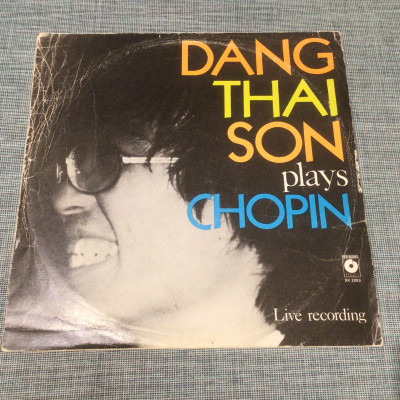 DANG
THAI
SON
plays
CHOPIN
Live recording